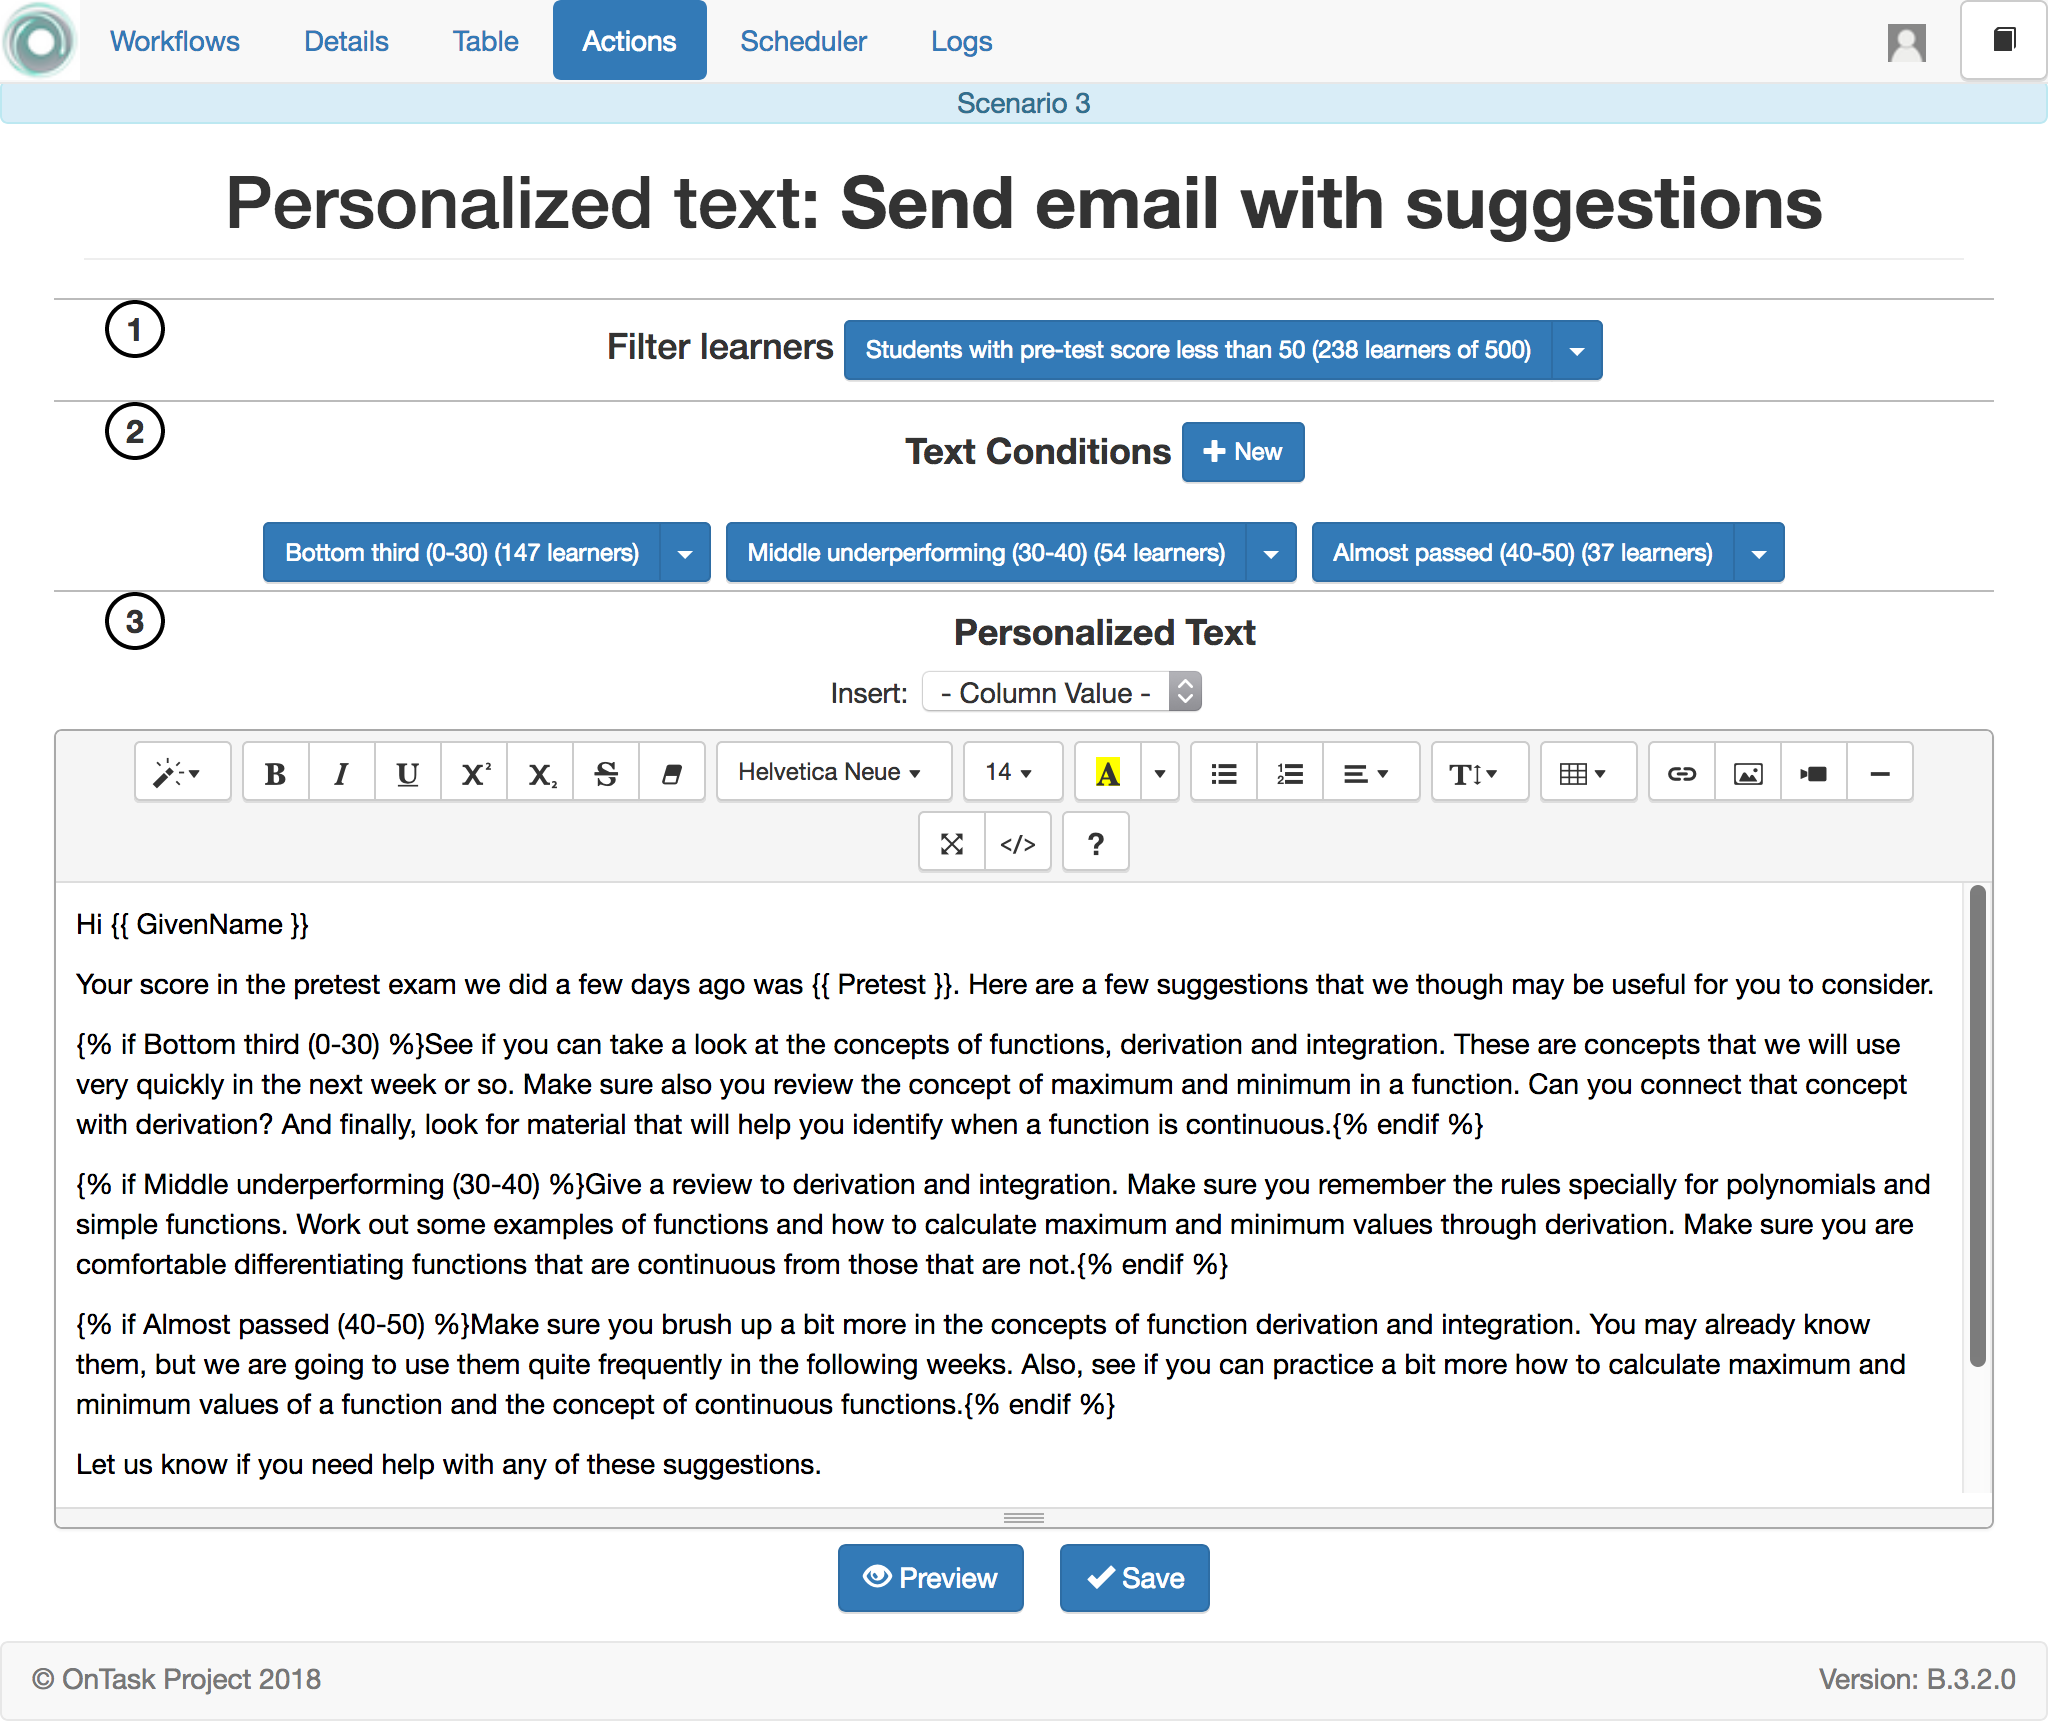 Workflows Details Table Actions Scheduler Logs
Scenario 3
Personalized text: Send email with suggestions
1
Filter learners Students with pre-test score less than 50 (238 learners of 500)
2
Text Conditions + New
Bottom third (0-30) (147 learners) Middle underperforming (30-40) (54 learners) Almost passed (40-50) (37 learners)
3
Personalized Text
Insert: - Column Value -
B I U X² X₂ S Helvetica Neue 14 A T
</> ?
Hi {{ GivenName }}
Your score in the pretest exam we did a few days ago was {{ Pretest }}. Here are a few suggestions that we though may be useful for you to consider.
{% if Bottom third (0-30) %}See if you can take a look at the concepts of functions, derivation and integration. These are concepts that we will use
very quickly in the next week or so. Make sure also you review the concept of maximum and minimum in a function. Can you connect that concept
with derivation? And finally, look for material that will help you identify when a function is continuous.{% endif %}
{% if Middle underperforming (30-40) %}Give a review to derivation and integration. Make sure you remember the rules specially for polynomials and
simple functions. Work out some examples of functions and how to calculate maximum and minimum values through derivation. Make sure you are
comfortable differentiating functions that are continuous from those that are not.{% endif %}
{% if Almost passed (40-50) %}Make sure you brush up a bit more in the concepts of function derivation and integration. You may already know
them, but we are going to use them quite frequently in the following weeks. Also, see if you can practice a bit more how to calculate maximum and
minimum values of a function and the concept of continuous functions.{% endif %}
Let us know if you need help with any of these suggestions.
Preview Save
© OnTask Project 2018 Version: B.3.2.0